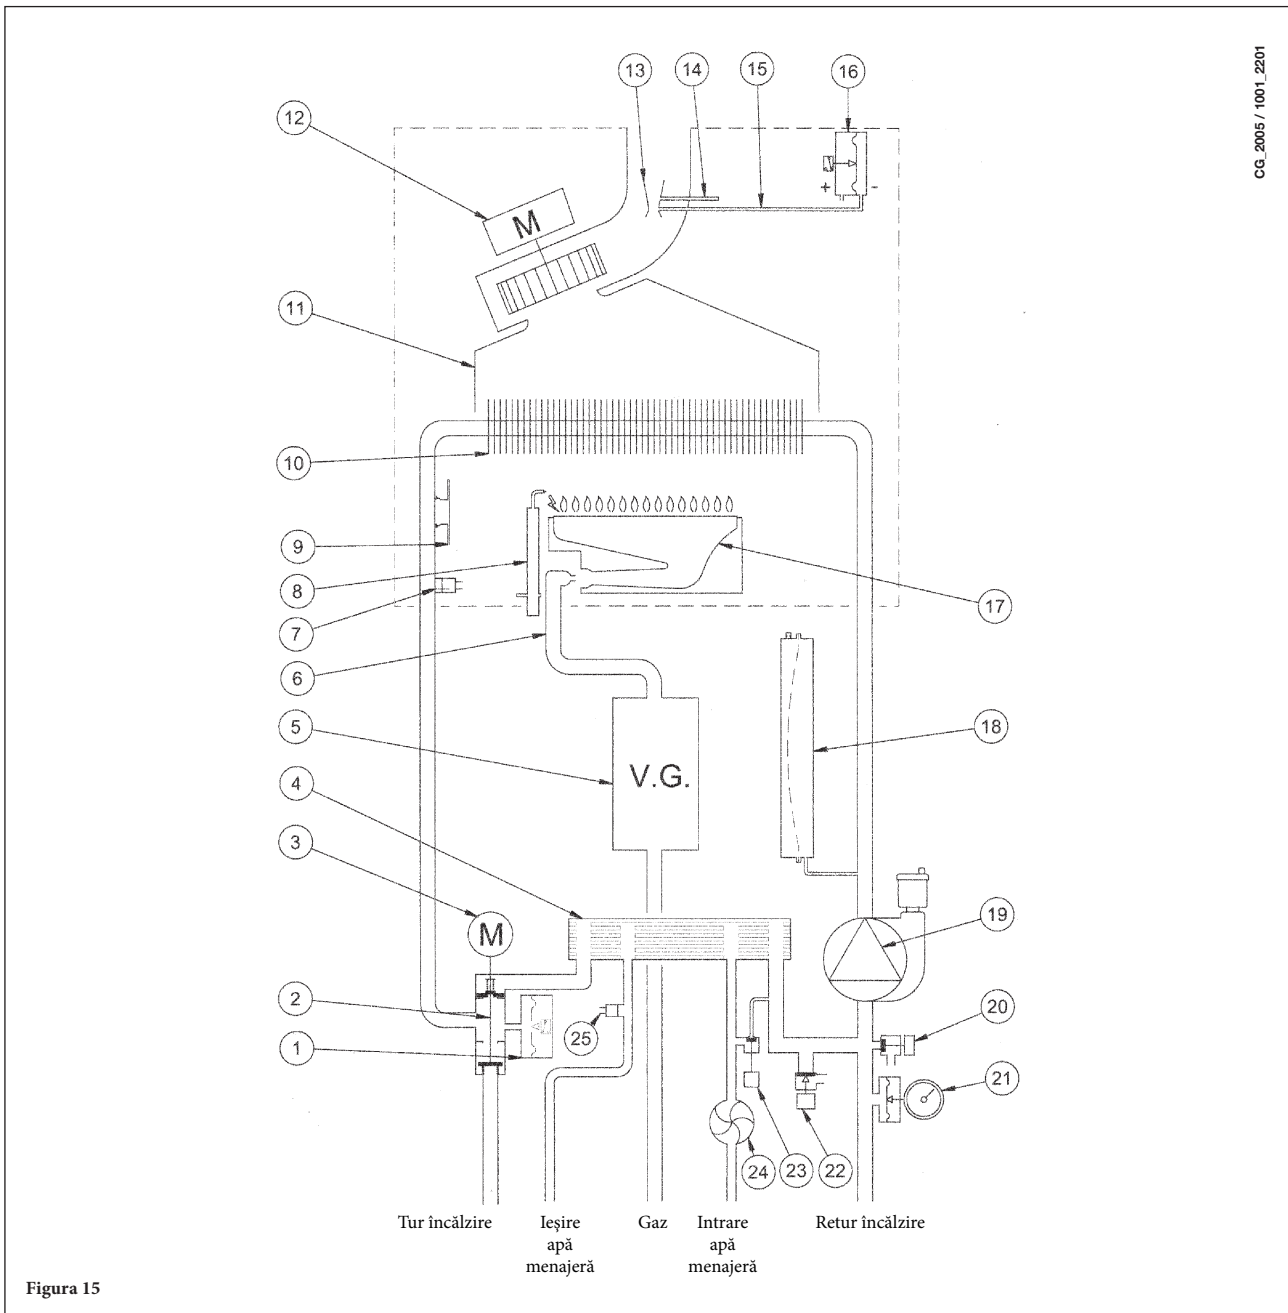 CG_2005 / 1001_2201
13
14
15
16
12
M
+
-
11
10
9
8
7
17
6
5
V.G.
18
4
3
M
19
2
1
25
20
21
24
23
22
Tur încălzire
Ieșire
apă
menajeră
Gaz
Intrare
apă
menajeră
Retur încălzire
Figura 15